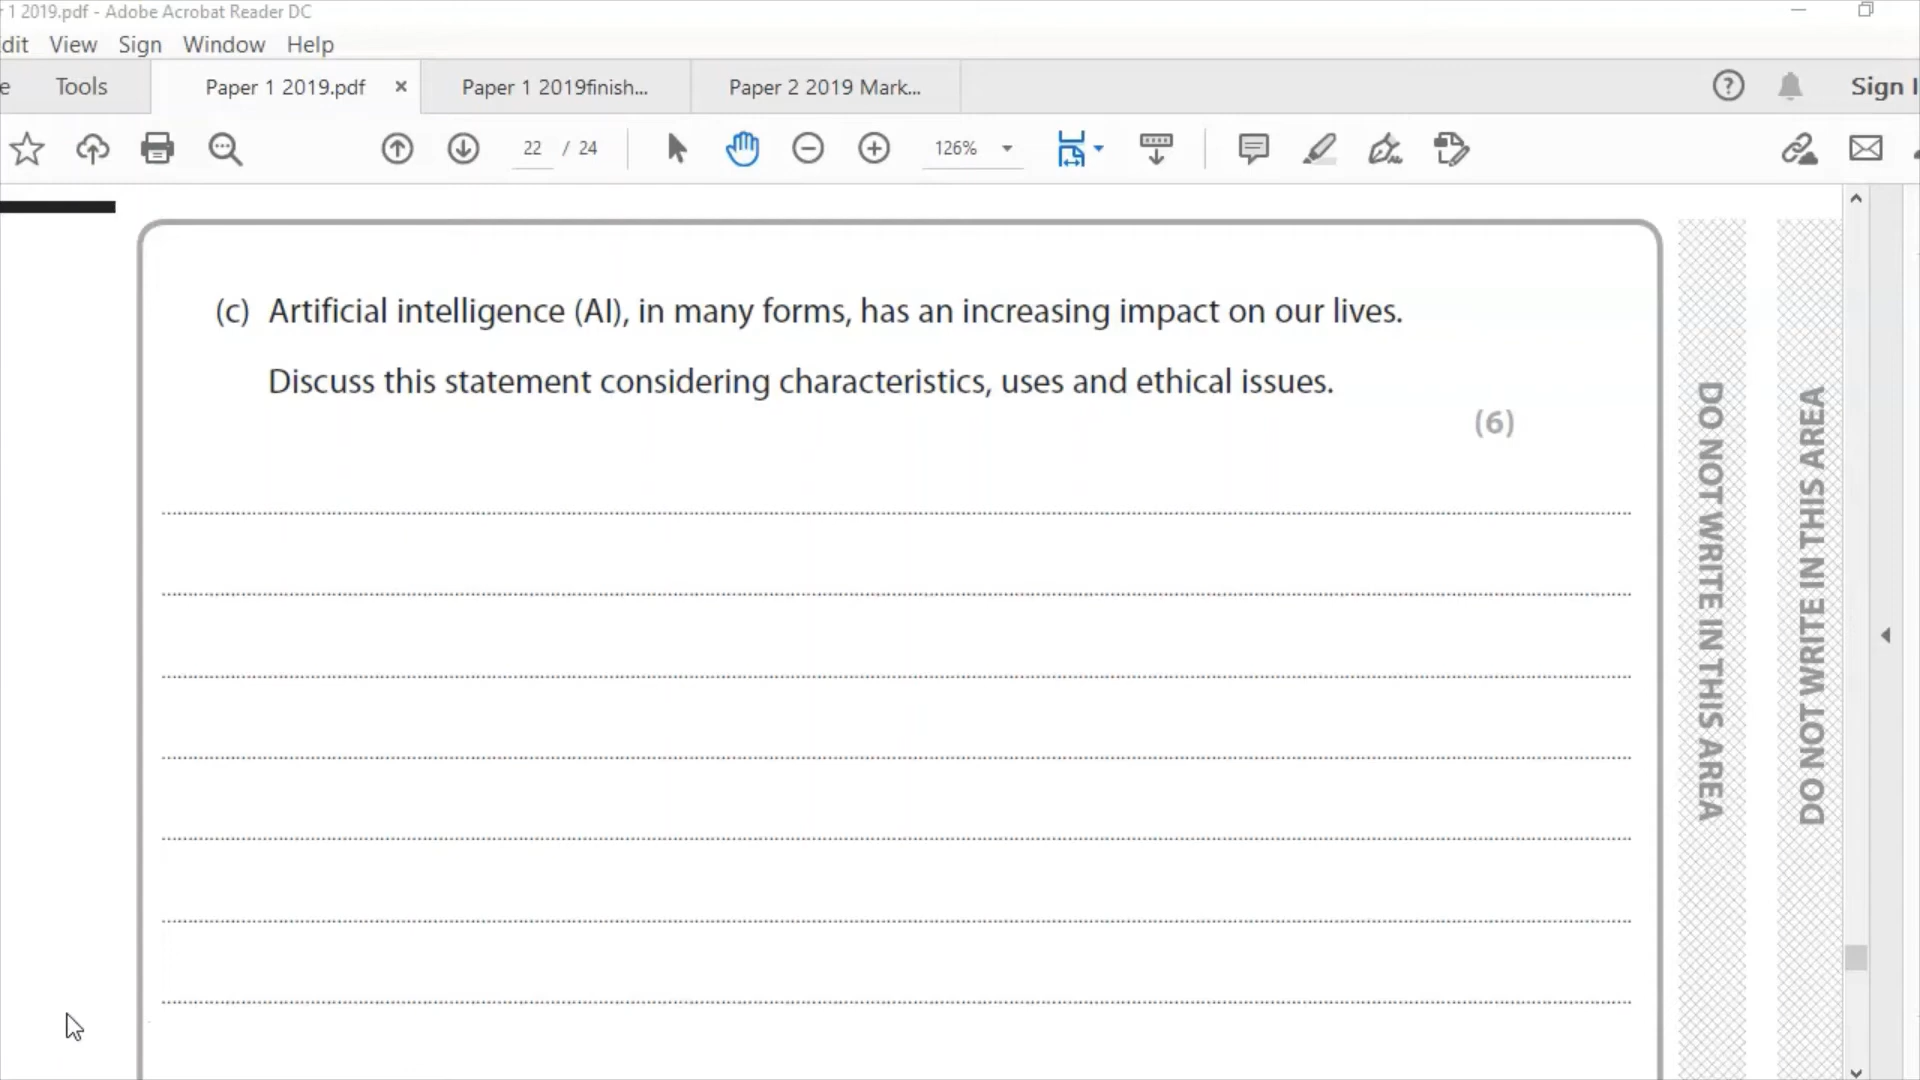 r 1 2019.pdf - Adobe Acrobat Reader DC
dit View Sign Window Help
e Tools Paper 1 2019.pdf × Paper 1 2019finish... Paper 2 2019 Mark... ? Sign I
22 / 24 126%
(c) Artificial intelligence (AI), in many forms, has an increasing impact on our lives.
Discuss this statement considering characteristics, uses and ethical issues.
(6)
DO NOT WRITE IN THIS AREA
DO NOT WRITE IN THIS AREA